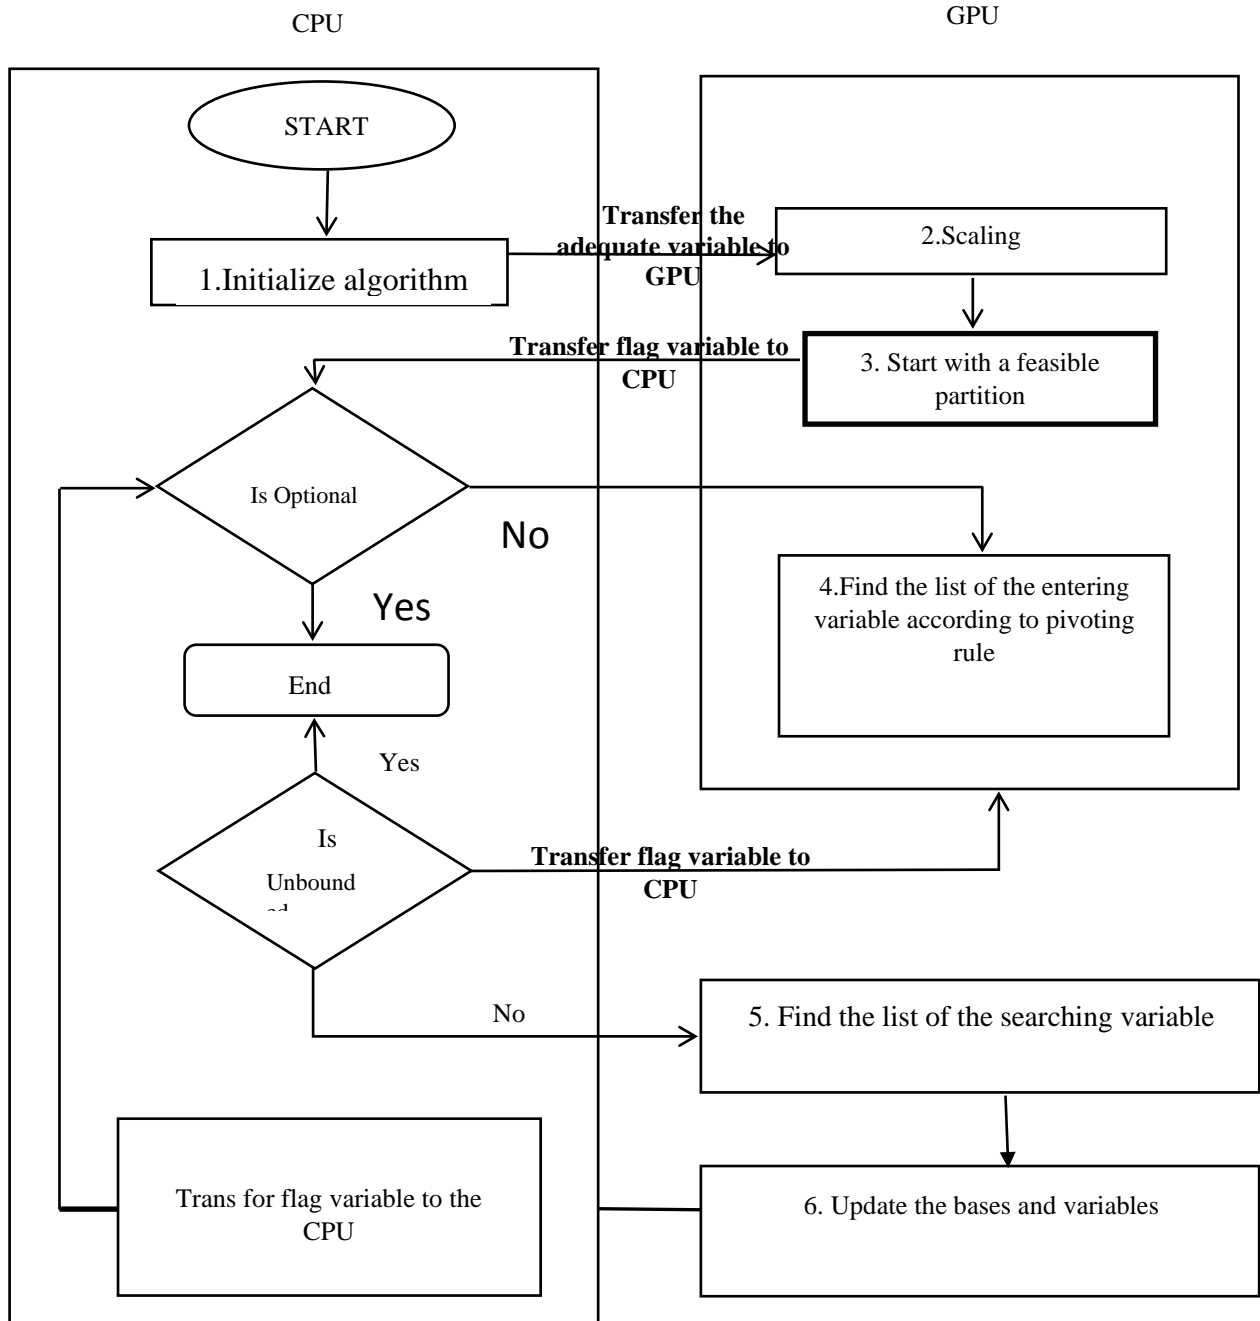 CPU
GPU
START
Transfer the
adequate variable to
GPU
2.Scaling
1.Initialize algorithm
Transfer flag variable to
CPU
3. Start with a feasible
partition
Is Optional
No
4.Find the list of the entering
variable according to pivoting
rule
Yes
End
Yes
Is
Unbound
ed
Transfer flag variable to
CPU
No
5. Find the list of the searching variable
Trans for flag variable to the
CPU
6. Update the bases and variables